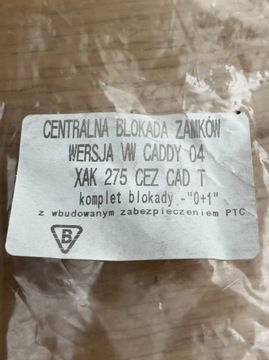 CENTRALNA BLOKADA ZAMKÓW
WERSJA VW CADDY 04
XAK 275 CEZ CAD T
komplet blokady -"0+1"
z wbudowanym zabezpieczeniem PTC
B